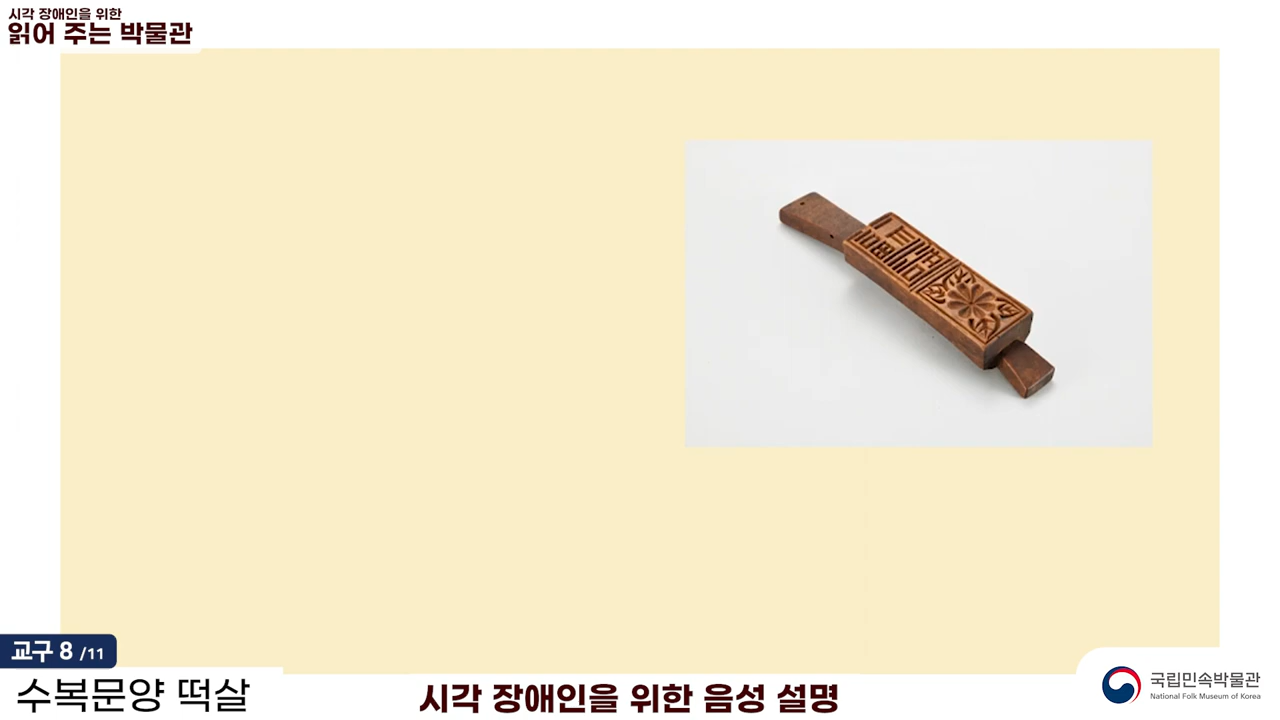 시각 장애인을 위한
읽어 주는 박물관
교구 8 /11
수복문양 떡살
시각 장애인을 위한 음성 설명
국립민속박물관
National Folk Museum of Korea